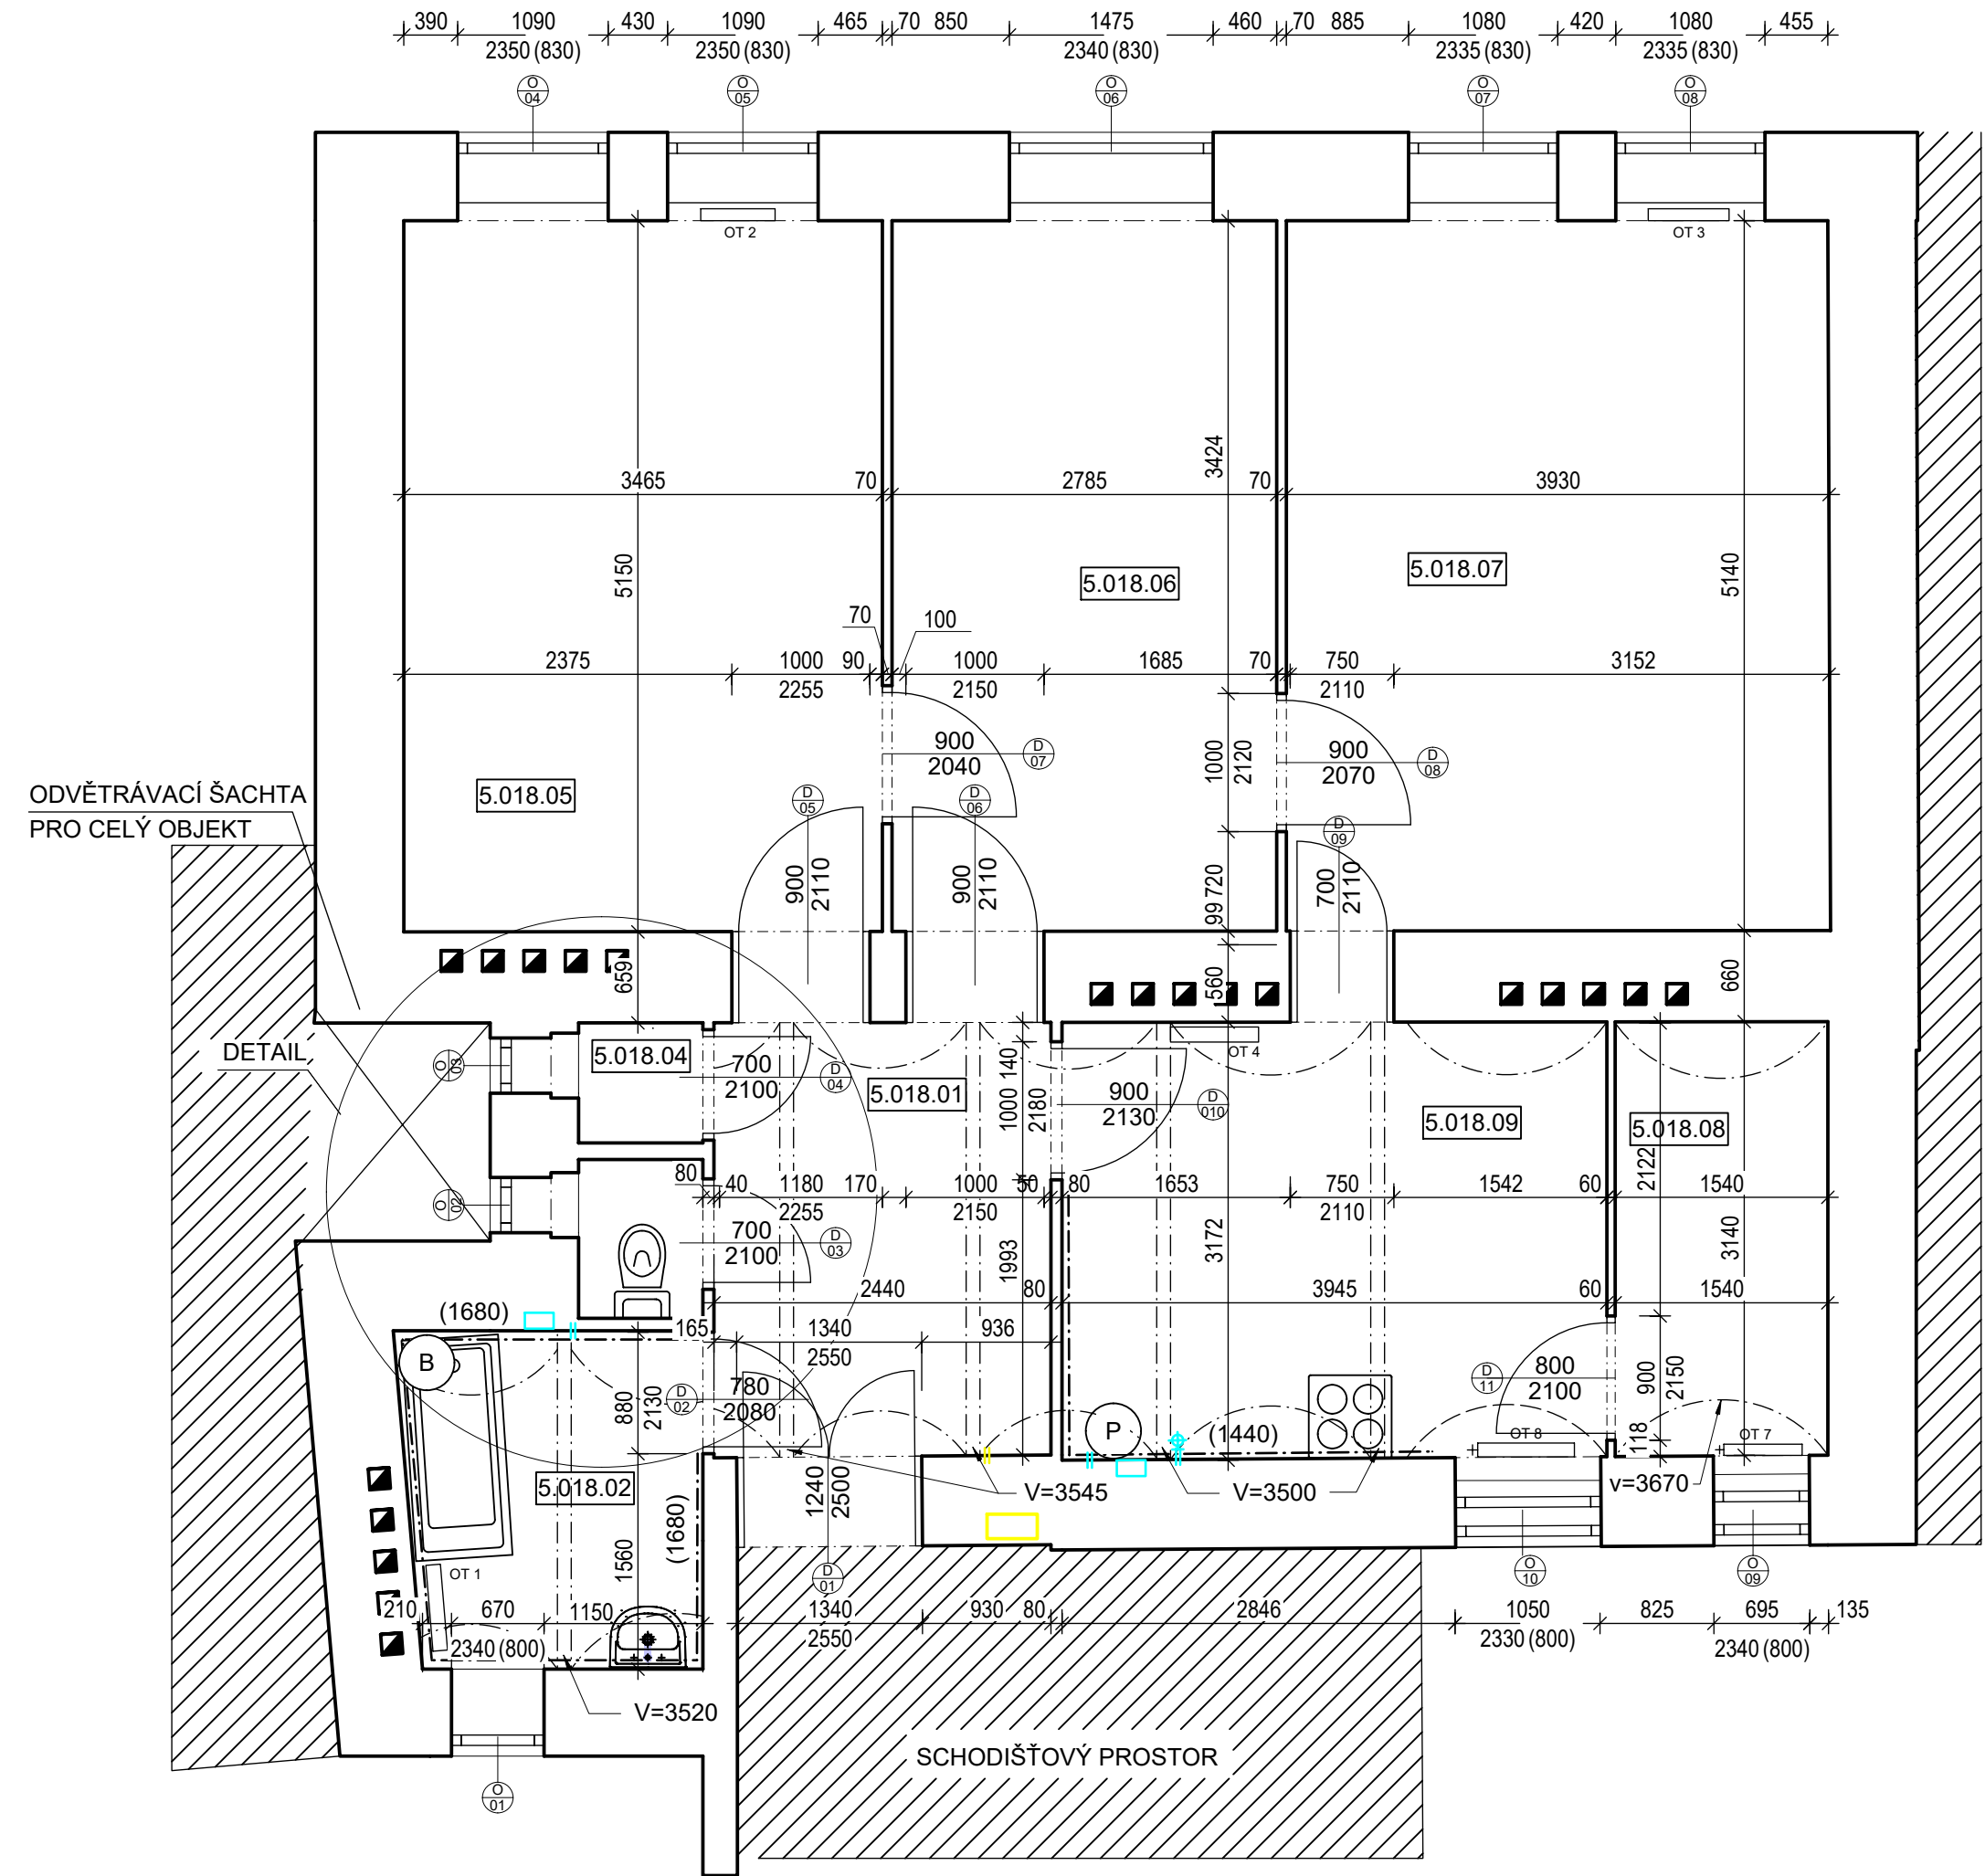 390 1090 430 1090 465 70 850 1475 460 70 885 1080 420 1080 455
2350 (830) 2350 (830) 2340 (830) 2335 (830) 2335 (830)
O 04
O 05
O 06
O 07
O 08
OT 2
OT 3
3465 70 2785 70 3930
3424
5150
5140
5.018.06
5.018.07
70 100
2375 1000 90 1000 1685 70 750 3152
2255 2150 2110
900
2040
D 07
1000
2120
900
2070
D 08
5.018.05
ODVĚTRÁVACÍ ŠACHTA
PRO CELÝ OBJEKT
D 05
D 06
D 09
900
2110
900
2110
700
2110
99 720
659
560
660
DETAIL
O 03
5.018.04
700
2100
D 04
5.018.01
1000 140
2180
OT 4
900
2130
D 010
5.018.09
5.018.08
2122
80 40 1180 170 1000 50 80 1653 750 1542 60 1540
2255 2150 2110
O 02
700
2100
D 03
1993
3172
3140
2440 80 3945 60 1540
(1680)
165 1340 936
2550
B
880
2130
D 02
780
2080
P
(1440)
D 11
800
2100
900
2150
118
OT 8
OT 7
5.018.02
(1680)
1240
2500
V=3545
V=3500
v=3670
1560
OT 1
D 01
O 10
O 09
210 670 1150 1340 930 80 2846 1050 825 695 135
2340 (800) 2550 2330 (800) 2340 (800)
V=3520
SCHODIŠŤOVÝ PROSTOR
O 01